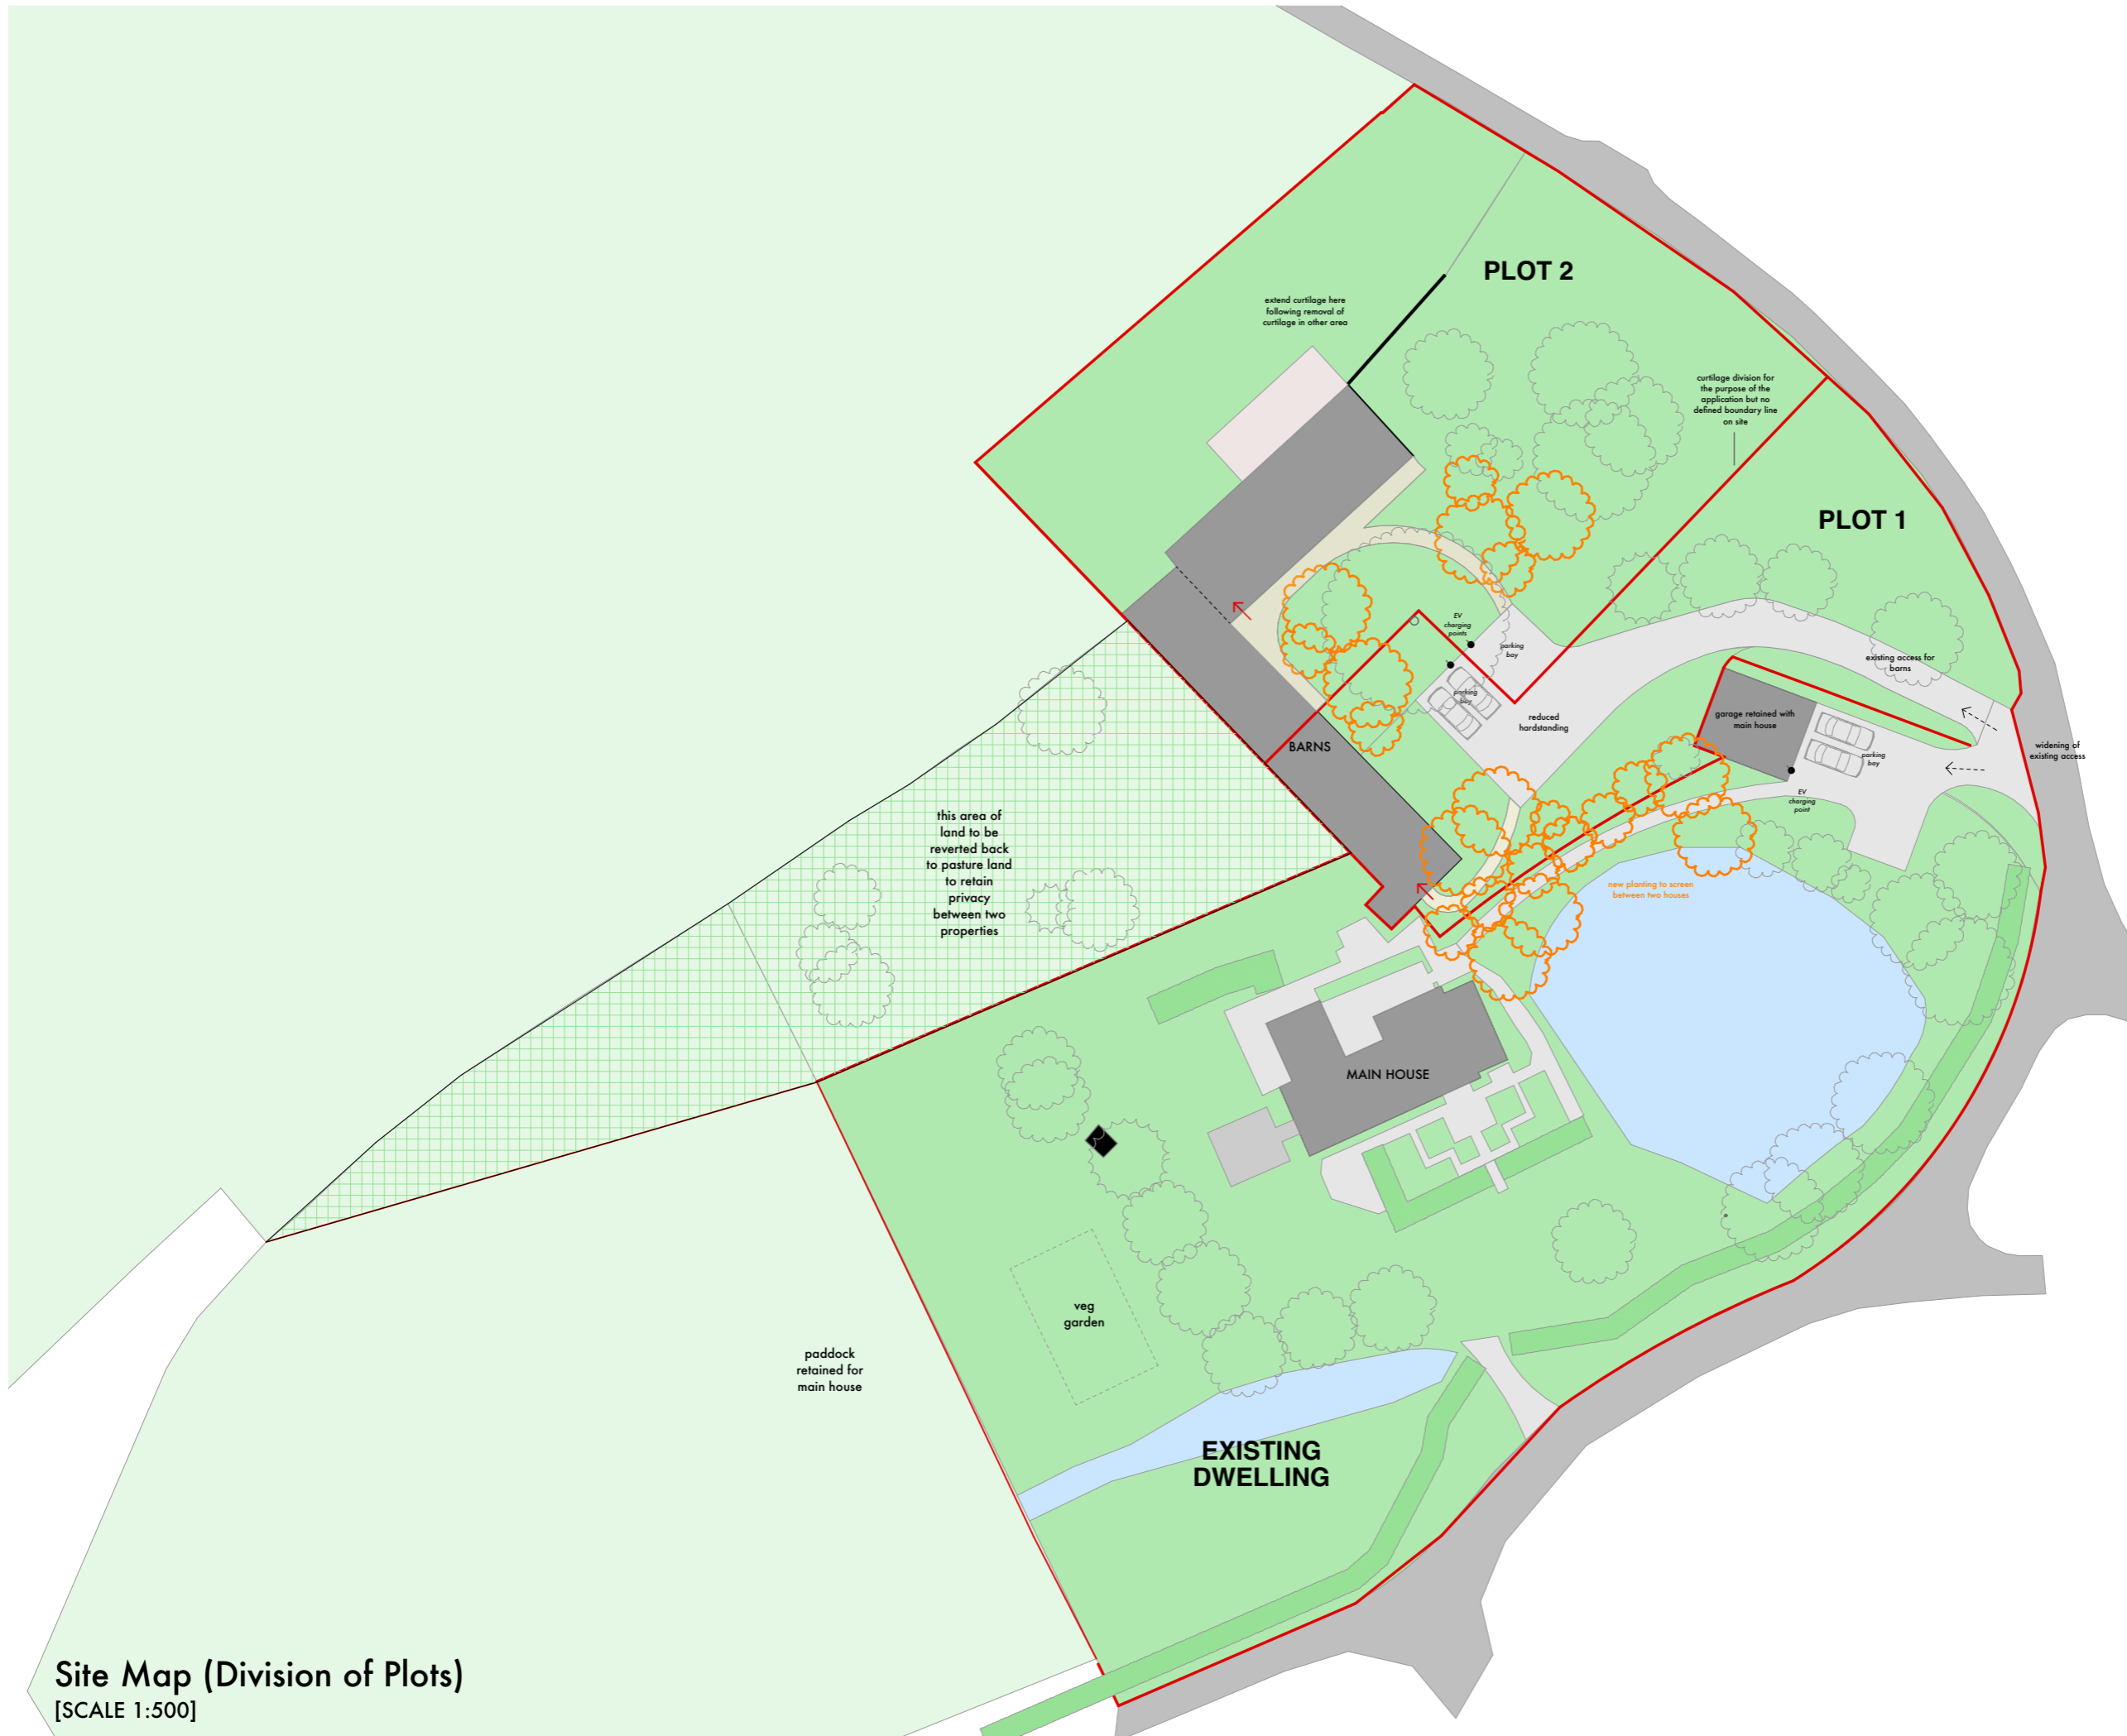 PLOT 2
extend curtilage here
following removal of
curtilage in other area
curtilage division for
the purpose of the
application but no
defined boundary line
on site
PLOT 1
EV
charging
points
parking
bay
existing access for
barns
parking
bay
reduced
hardstanding
garage retained with
main house
BARNS
widening of
existing access
parking
bay
EV
charging
point
this area of
land to be
reverted back
to pasture land
to retain
privacy
between two
properties
new planting to screen
between two houses
MAIN HOUSE
veg
garden
paddock
retained for
main house
EXISTING
DWELLING
Site Map (Division of Plots)
[SCALE 1:500]